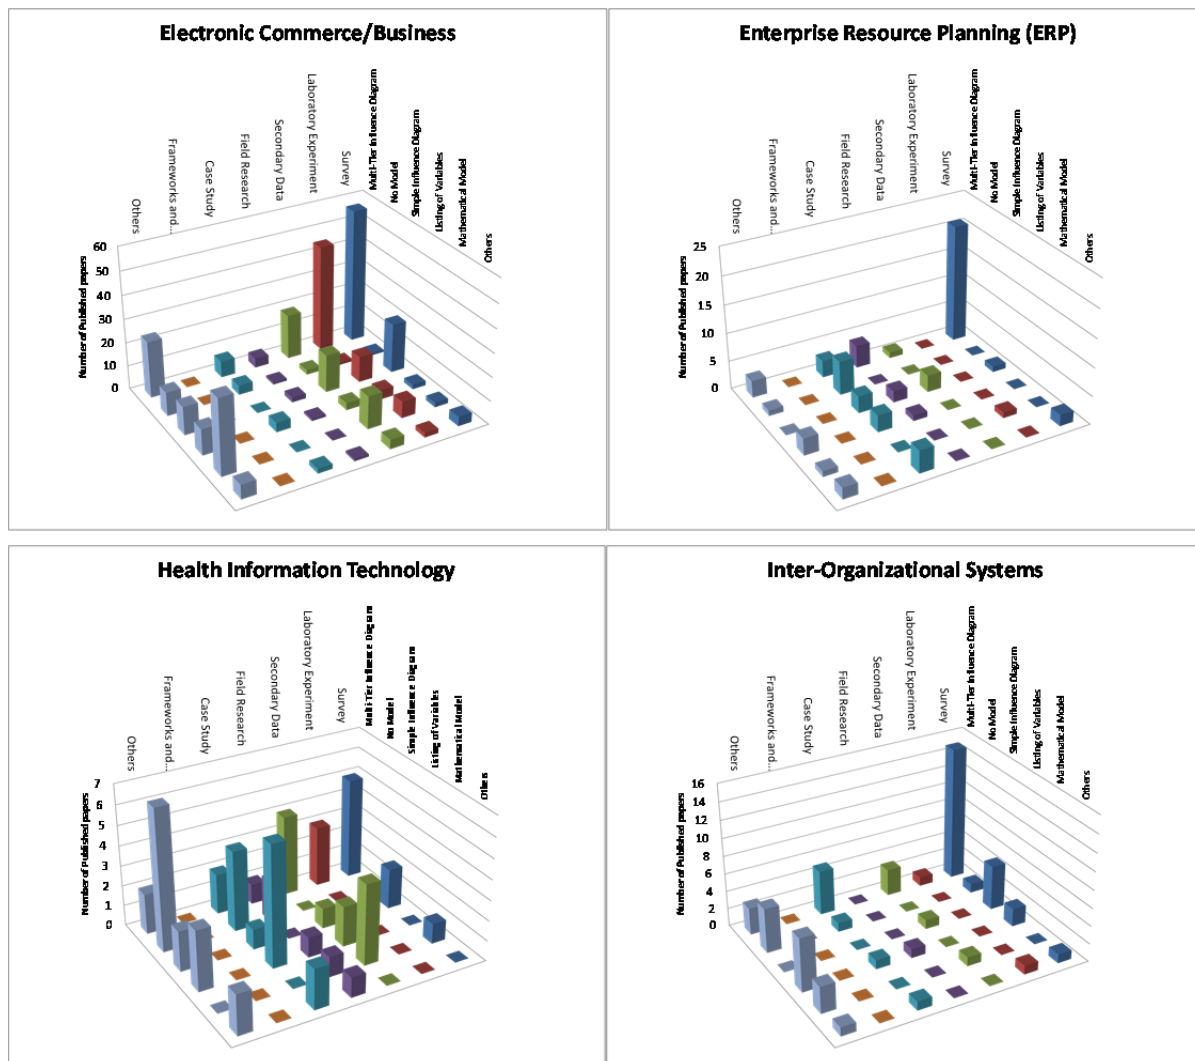 Electronic Commerce/Business
Others
Frameworks and...
Case Study
Field Research
Secondary Data
Laboratory Experiment
Survey
Multi-Tier Influence Diagram
No Model
Simple Influence Diagram
Listing of Variables
Mathematical Model
Others
Number of Published papers
60
50
40
30
20
10
0
Enterprise Resource Planning (ERP)
Others
Frameworks and...
Case Study
Field Research
Secondary Data
Laboratory Experiment
Survey
Multi-Tier Influence Diagram
No Model
Simple Influence Diagram
Listing of Variables
Mathematical Model
Others
Number of Published papers
25
20
15
10
5
0
Health Information Technology
Others
Frameworks and...
Case Study
Field Research
Secondary Data
Laboratory Experiment
Survey
Multi-Tier Influence Diagram
No Model
Simple Influence Diagram
Listing of Variables
Mathematical Model
Others
Number of Published papers
7
6
5
4
3
2
1
0
Inter-Organizational Systems
Others
Frameworks and...
Case Study
Field Research
Secondary Data
Laboratory Experiment
Survey
Multi-Tier Influence Diagram
No Model
Simple Influence Diagram
Listing of Variables
Mathematical Model
Others
Number of Published papers
16
14
12
10
8
6
4
2
0